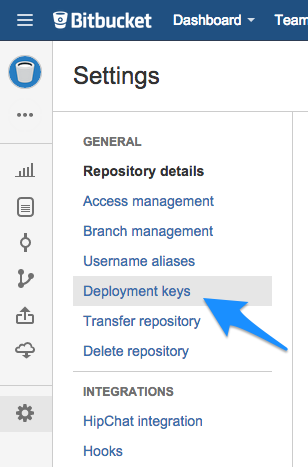 Bitbucket Dashboard Team
Settings
GENERAL
Repository details
Access management
Branch management
Username aliases
Deployment keys
Transfer repository
Delete repository
INTEGRATIONS
HipChat integration
Hooks